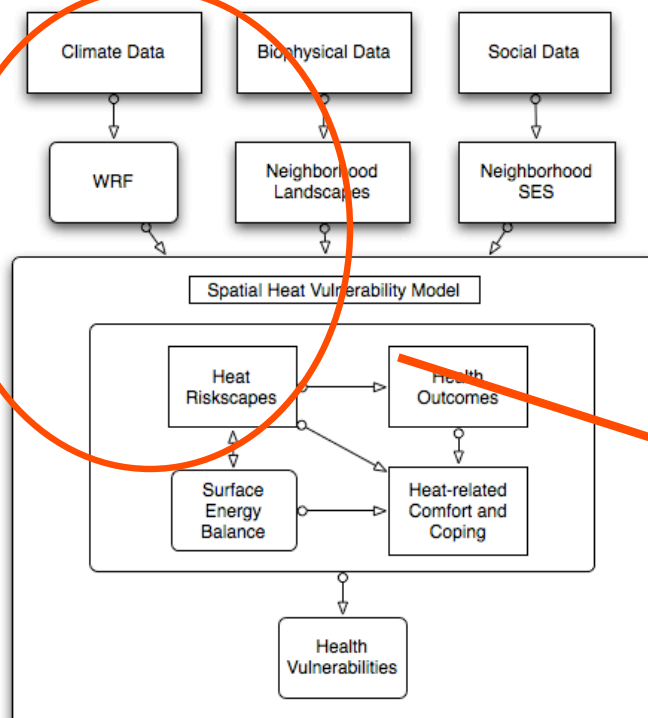 Climate Data
Biophysical Data
Social Data
WRF
Neighborhood
Landscapes
Neighborhood
SES
Spatial Heat Vulnerability Model
Heat
Riskscapes
Health
Outcomes
Surface
Energy
Balance
Heat-related
Comfort and
Coping
Health
Vulnerabilities